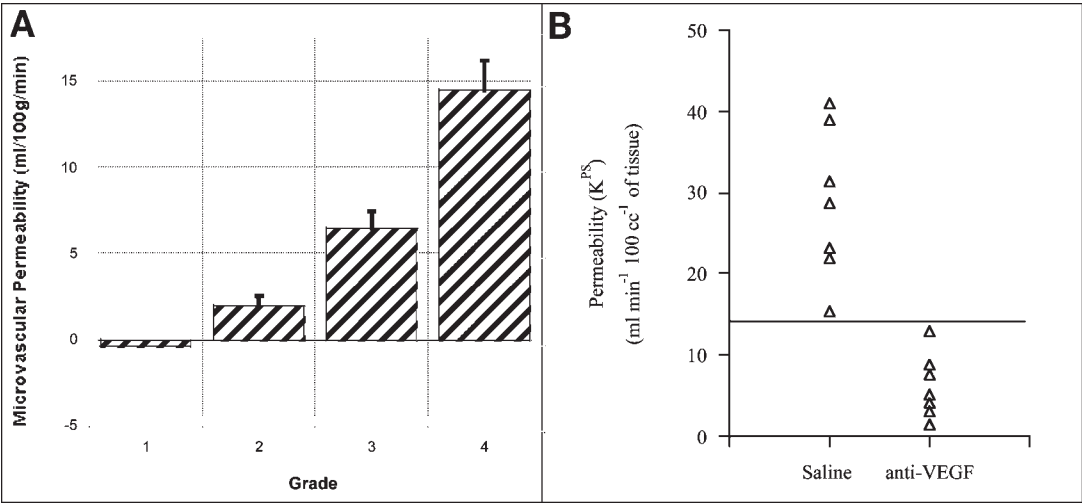 A
Microvascular Permeability (ml/100g/min)
15
10
5
0
-5
1 2 3 4
Grade
B
Permeability (K^PS)
(ml min⁻¹ 100 cc⁻¹ of tissue)
50
40
30
20
10
0
Saline anti-VEGF